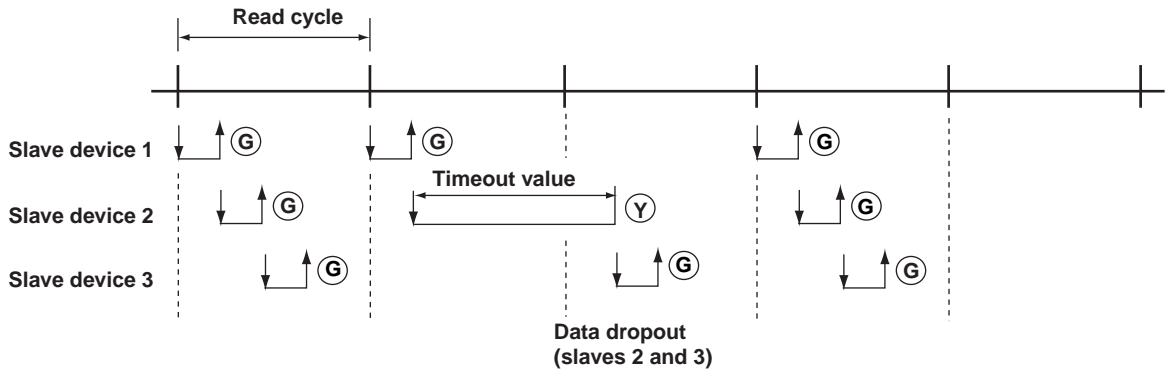 Read cycle
Slave device 1
G
G
G
Timeout value
Slave device 2
G
Y
G
Slave device 3
G
G
G
Data dropout
(slaves 2 and 3)